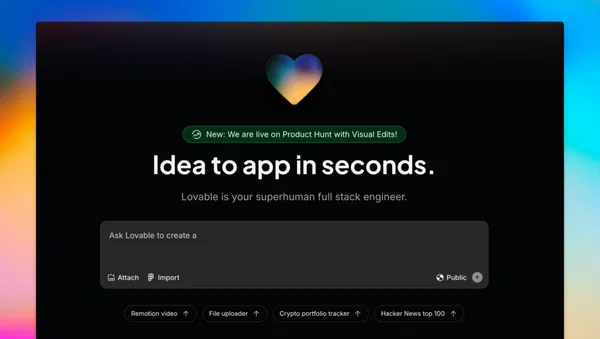 New: We are live on Product Hunt with Visual Edits!
Idea to app in seconds.
Lovable is your superhuman full stack engineer.
Ask Lovable to create a
Attach Import Public
Remotion video File uploader Crypto portfolio tracker Hacker News top 100